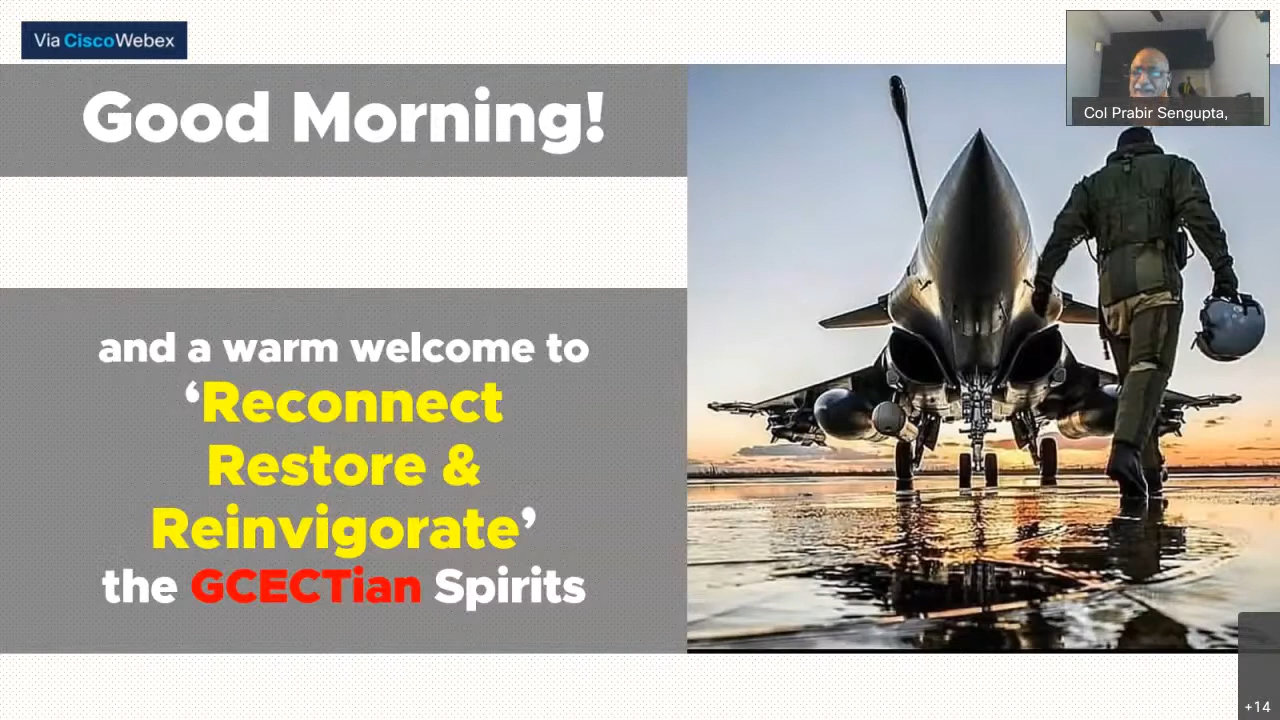 Via CiscoWebex
Good Morning!
Col Prabir Sengupta,
and a warm welcome to
‘Reconnect
Restore &
Reinvigorate’
the GCECTian Spirits
+14